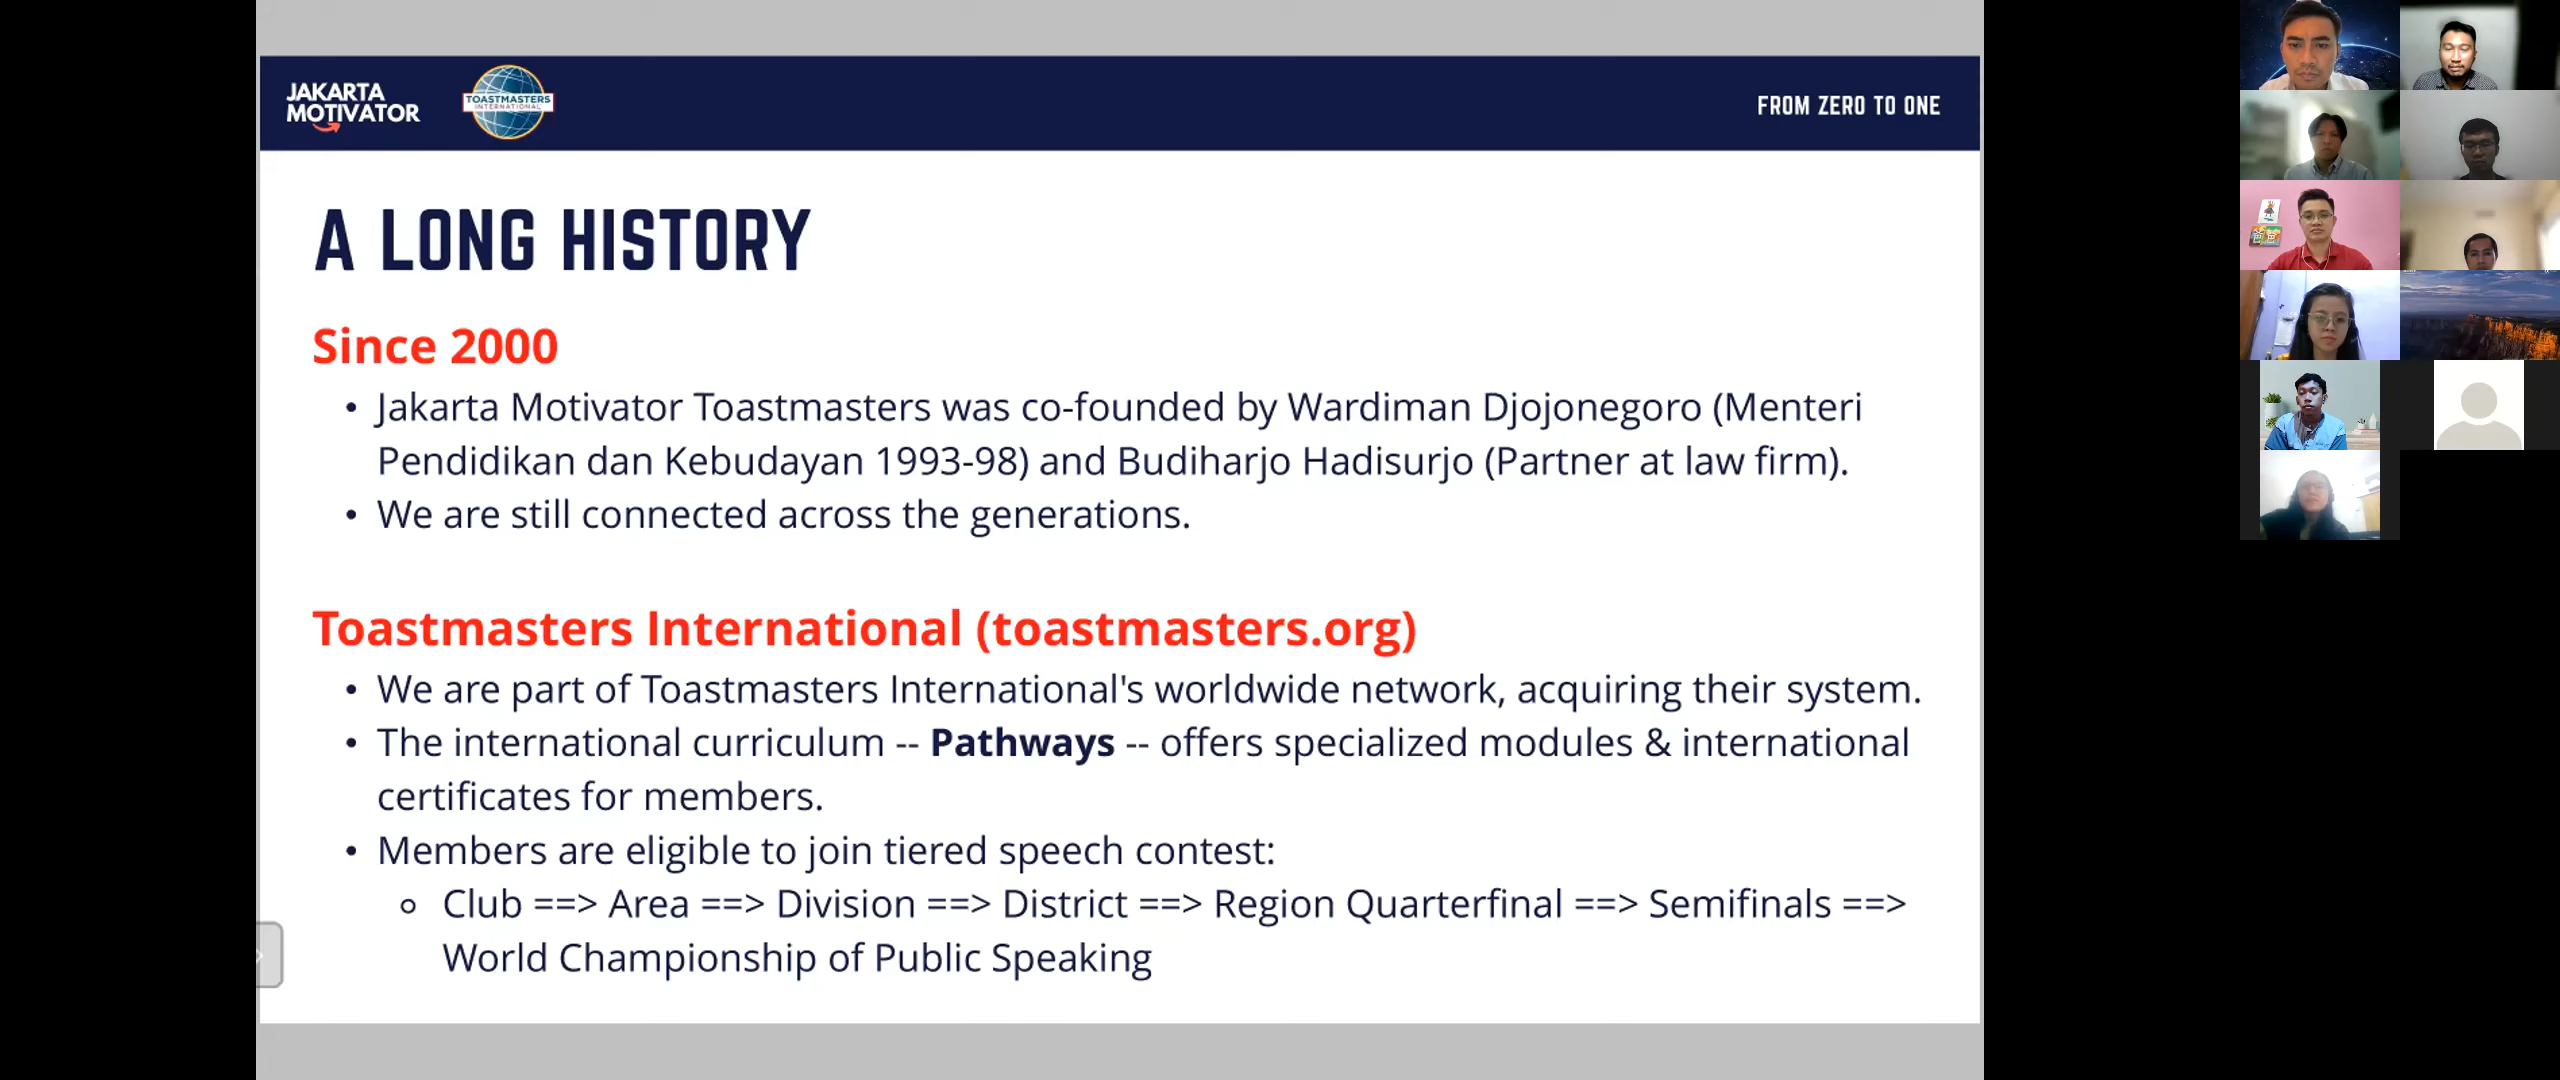 JAKARTA
MOTIVATOR
TOASTMASTERS
INTERNATIONAL
FROM ZERO TO ONE
A LONG HISTORY
Since 2000
• Jakarta Motivator Toastmasters was co-founded by Wardiman Djojonegoro (Menteri
Pendidikan dan Kebudayan 1993-98) and Budiharjo Hadisurjo (Partner at law firm).
• We are still connected across the generations.
Toastmasters International (toastmasters.org)
• We are part of Toastmasters International's worldwide network, acquiring their system.
• The international curriculum -- Pathways -- offers specialized modules & international
certificates for members.
• Members are eligible to join tiered speech contest:
○ Club ==> Area ==> Division ==> District ==> Region Quarterfinal ==> Semifinals ==>
World Championship of Public Speaking